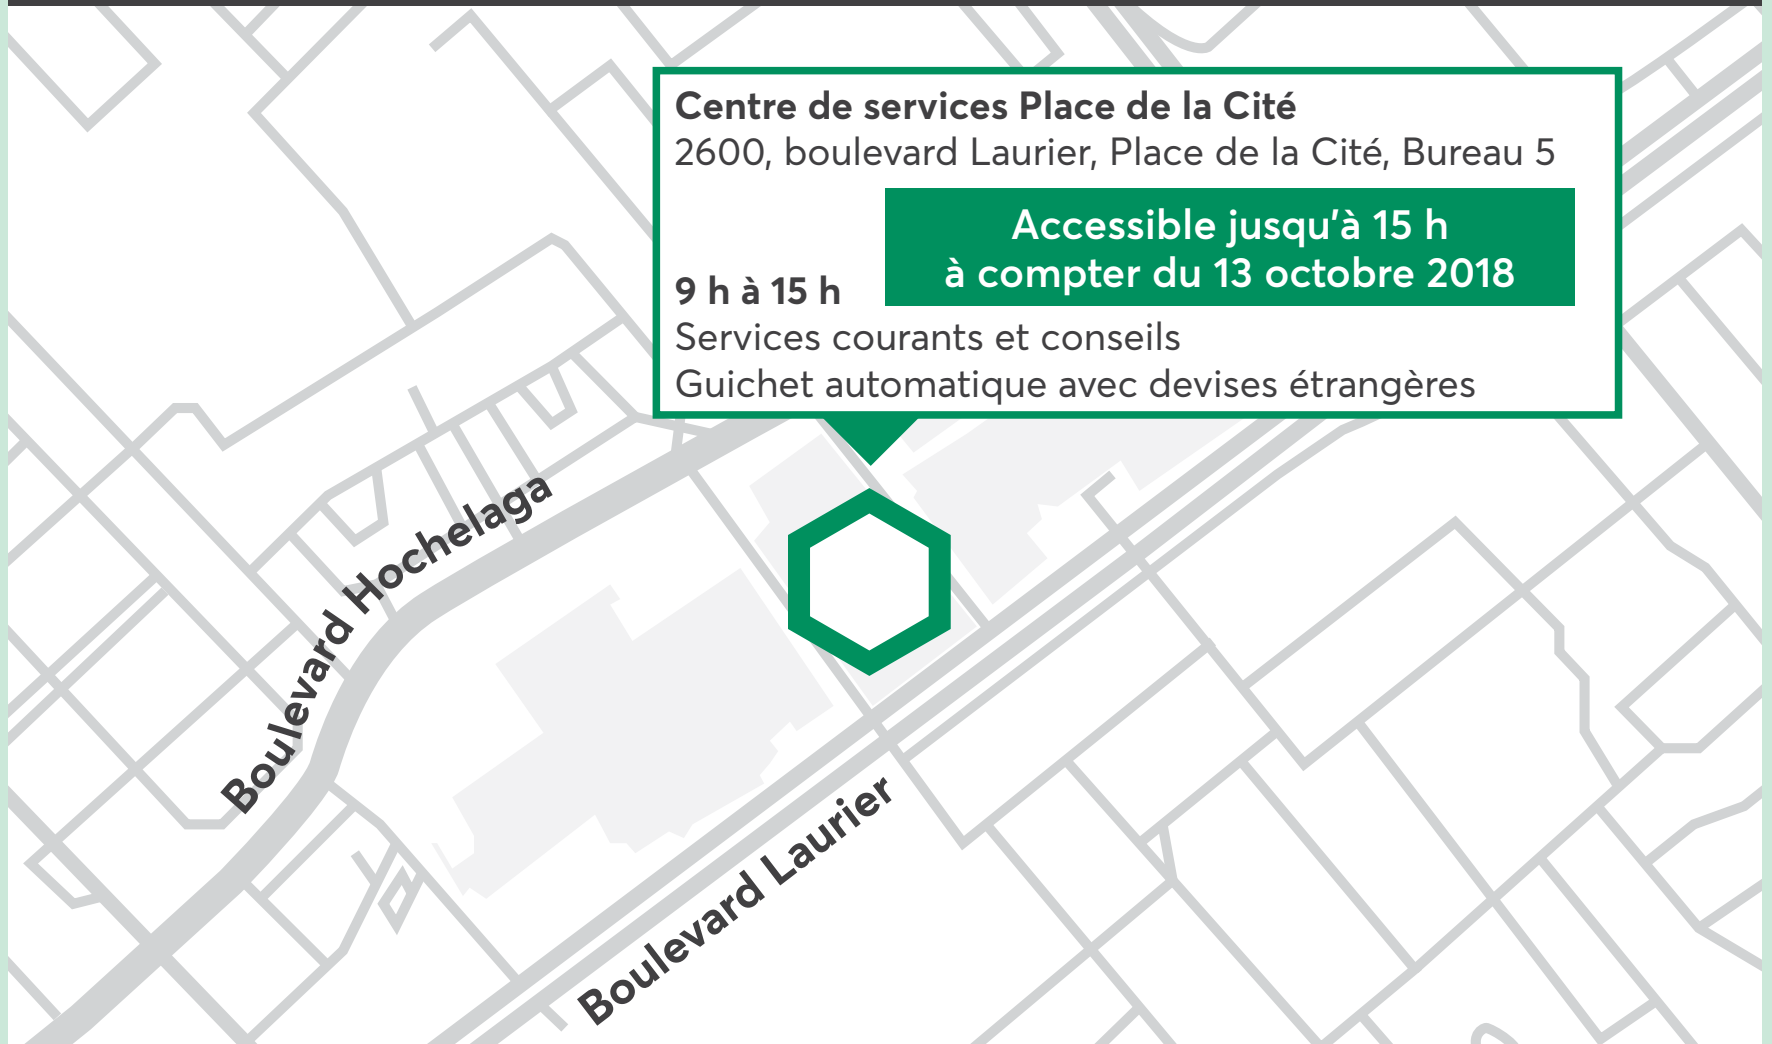 Centre de services Place de la Cité
2600, boulevard Laurier, Place de la Cité, Bureau 5
Accessible jusqu'à 15 h
à compter du 13 octobre 2018
9 h à 15 h
Services courants et conseils
Guichet automatique avec devises étrangères
Boulevard Hochelaga
Boulevard Laurier